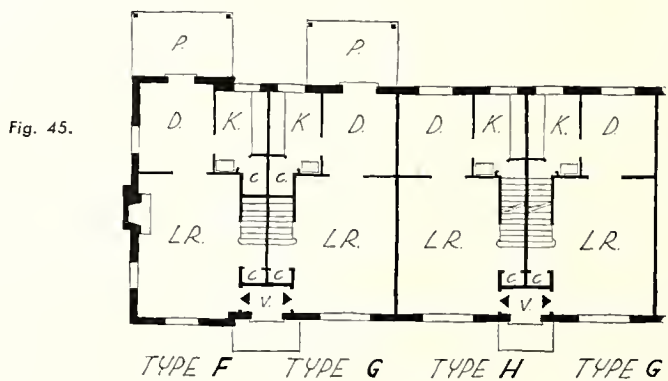 P. P.
Fig. 45.
D. K. K D. D. K. K. D.
C C
L.R. L.R. L.R. L.R.
C C C C
V. V.
TYPE F TYPE G TYPE H TYPE G